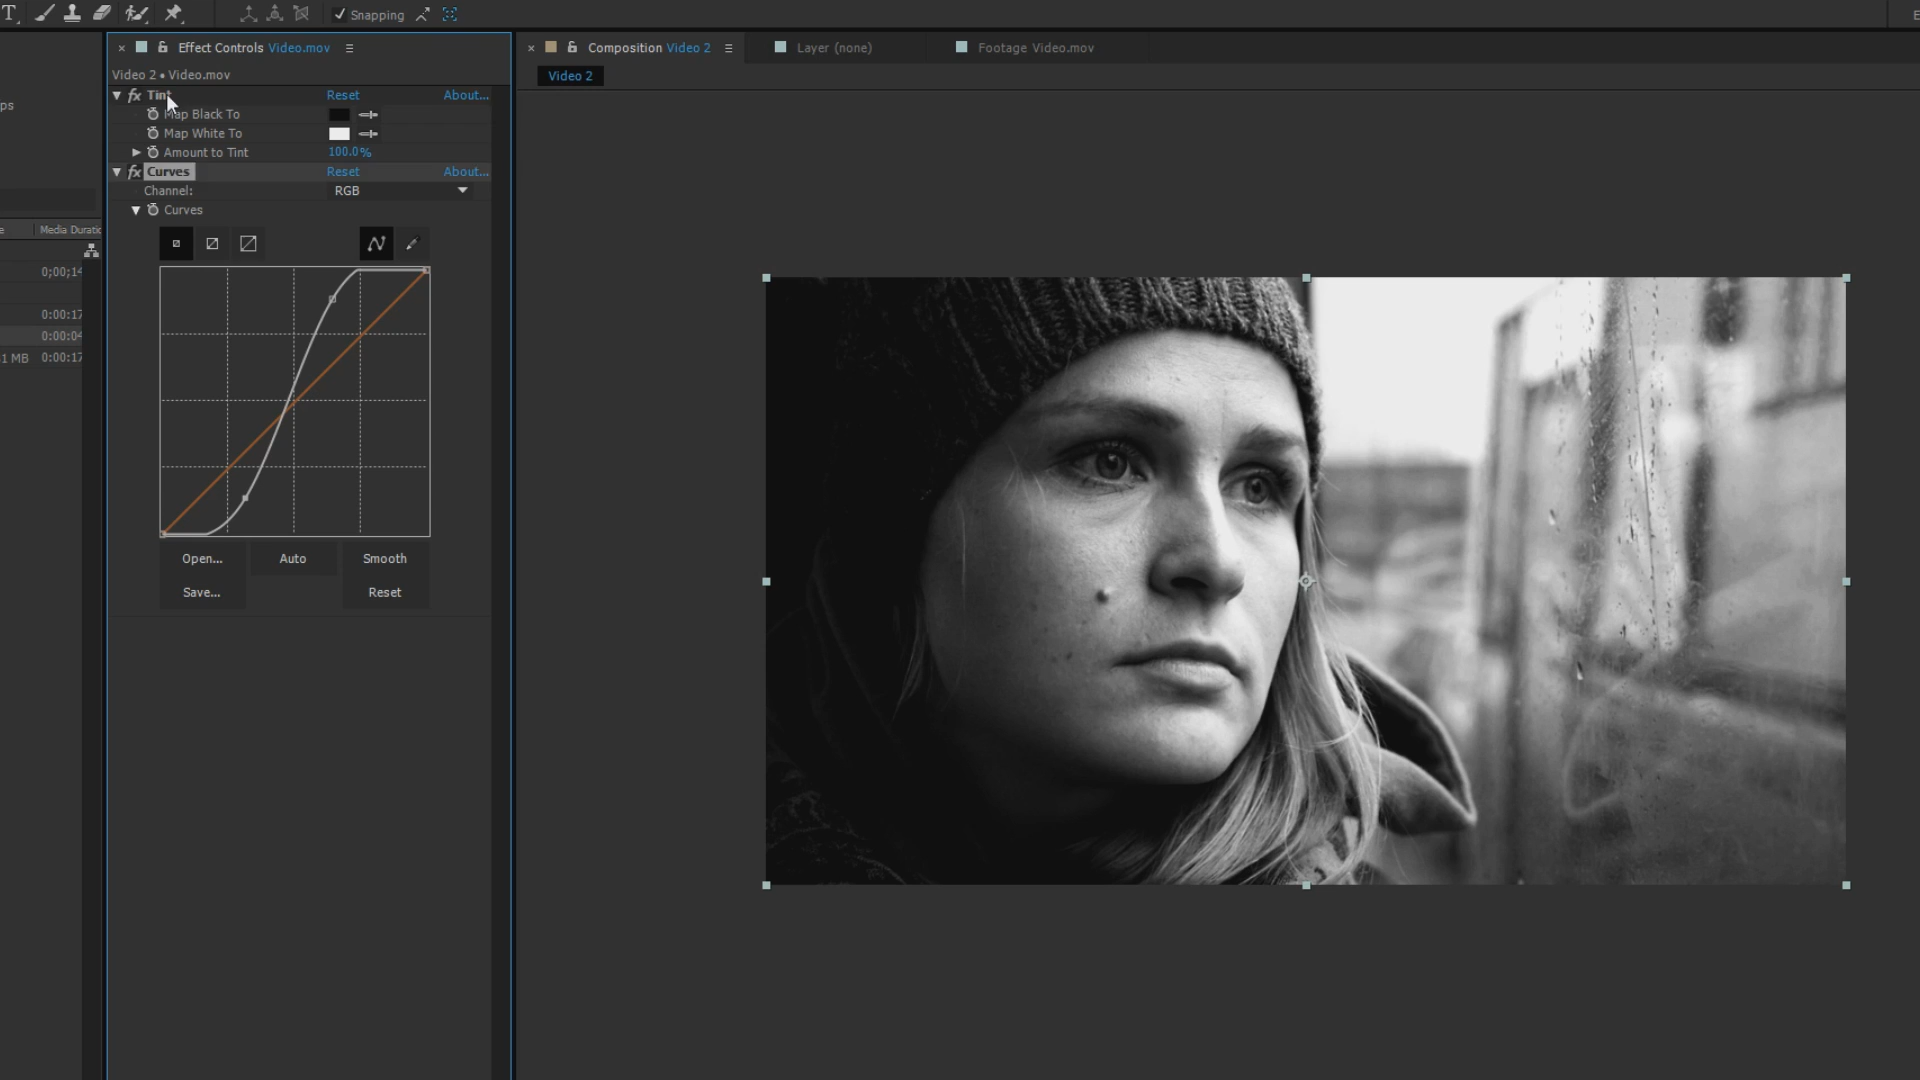 T
Snapping
E
Effect Controls Video.mov
Composition Video 2
Layer (none)
Footage Video.mov
Video 2 • Video.mov
Video 2
ps
fx Tint
Reset
About...
Map Black To
Map White To
Amount to Tint
100.0%
fx Curves
Reset
About...
Channel:
RGB
Curves
e
Media Duratio
0;00;14
0:00:17
0:00:04
1 MB
0:00:17
Open...
Auto
Smooth
Save...
Reset